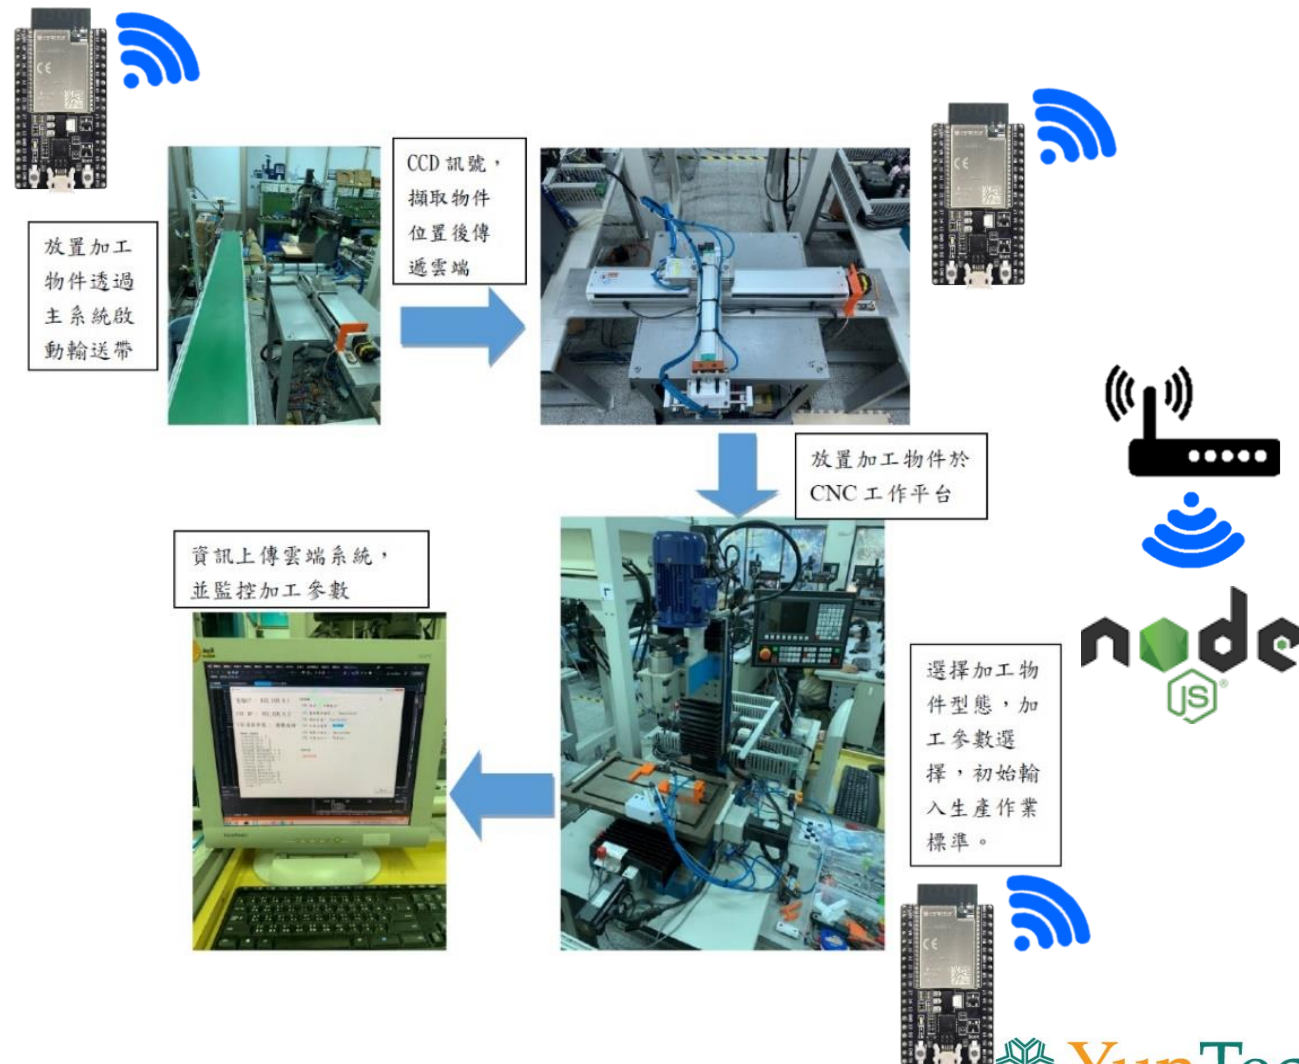 放置加工
物件透過
主系統啟
動輸送帶
CCD 訊號，
擷取物件
位置後傳
遞雲端
放置加工物件於
CNC 工作平台
資訊上傳雲端系統，
並監控加工參數
選擇加工物
件型態，加
工參數選
擇，初始輸
入生產作業
標準。
node
JS®
YunTec